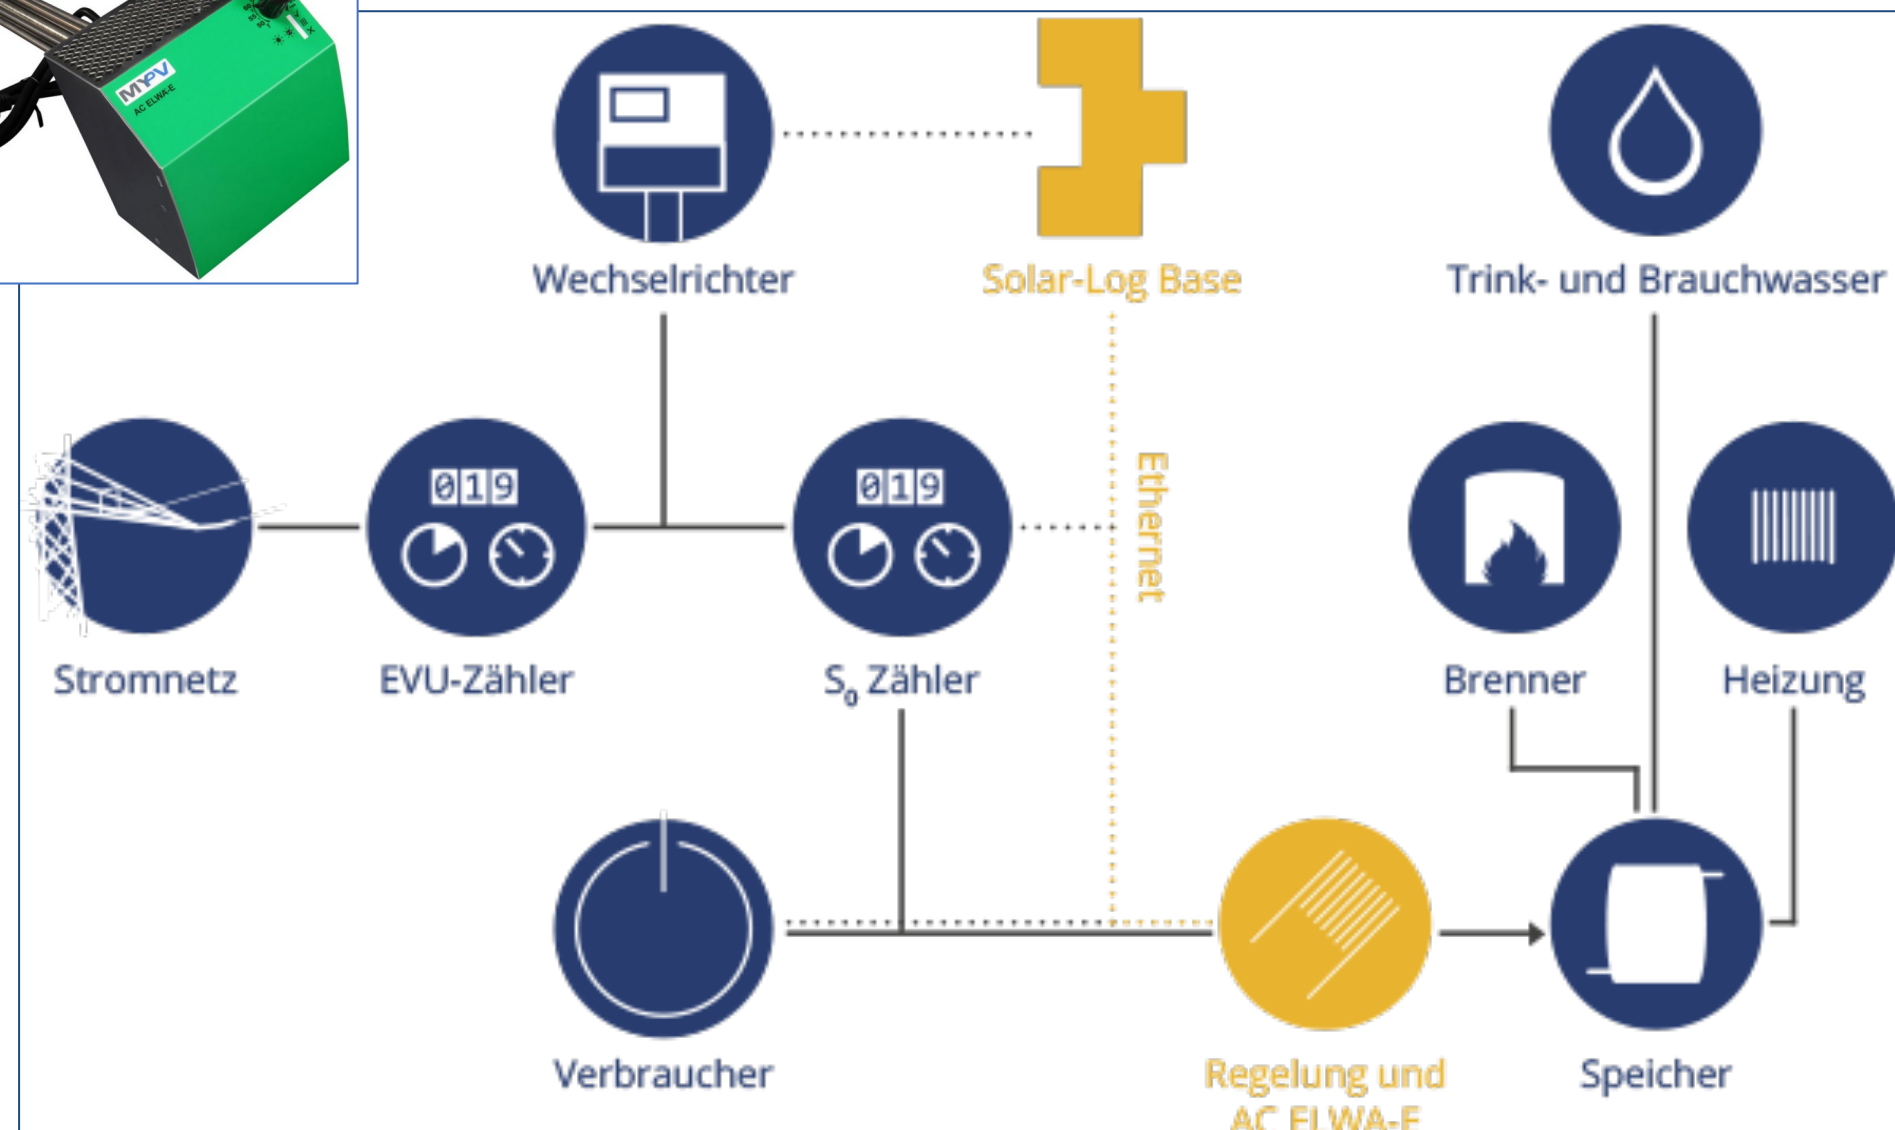 MYPV
AC ELWA-E
Wechselrichter
Solar-Log Base
Trink- und Brauchwasser
Ethernet
019
019
Stromnetz
EVU-Zähler
S₀ Zähler
Brenner
Heizung
Verbraucher
Regelung und
AC ELWA-E
Speicher